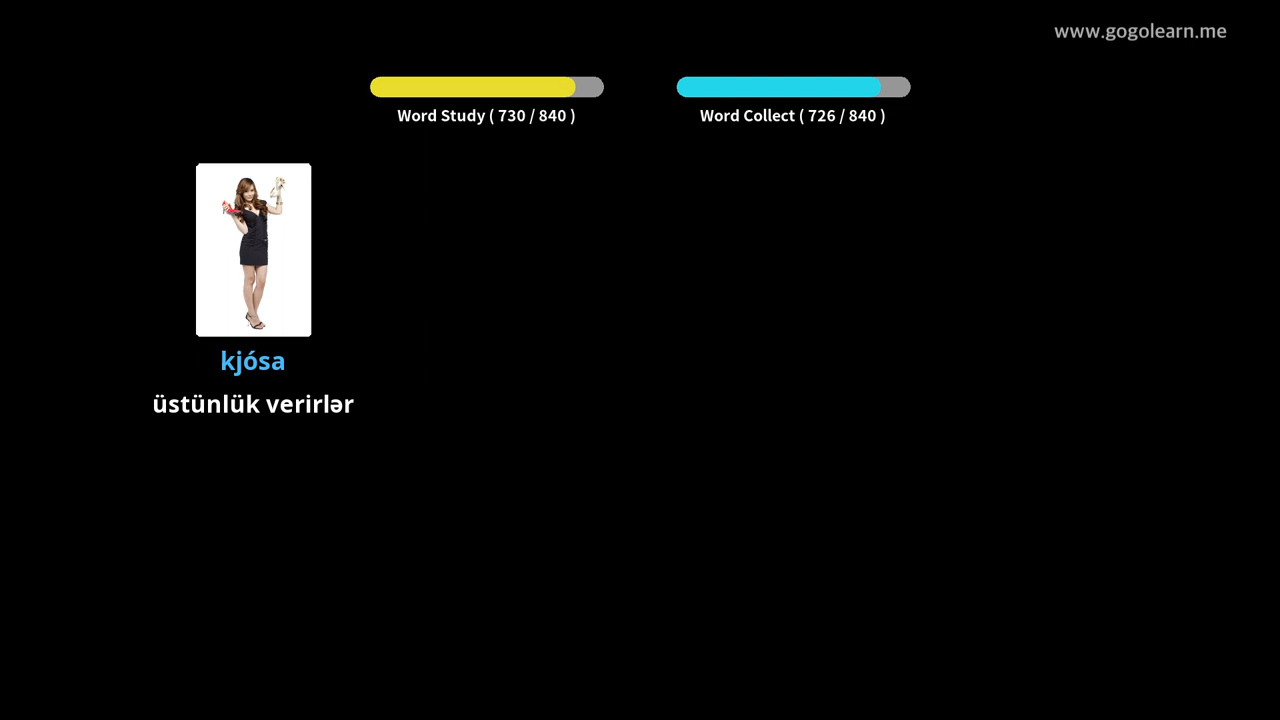 www.gogolearn.me
Word Study ( 730 / 840 )
Word Collect ( 726 / 840 )
kjósa
üstünlük verirlər